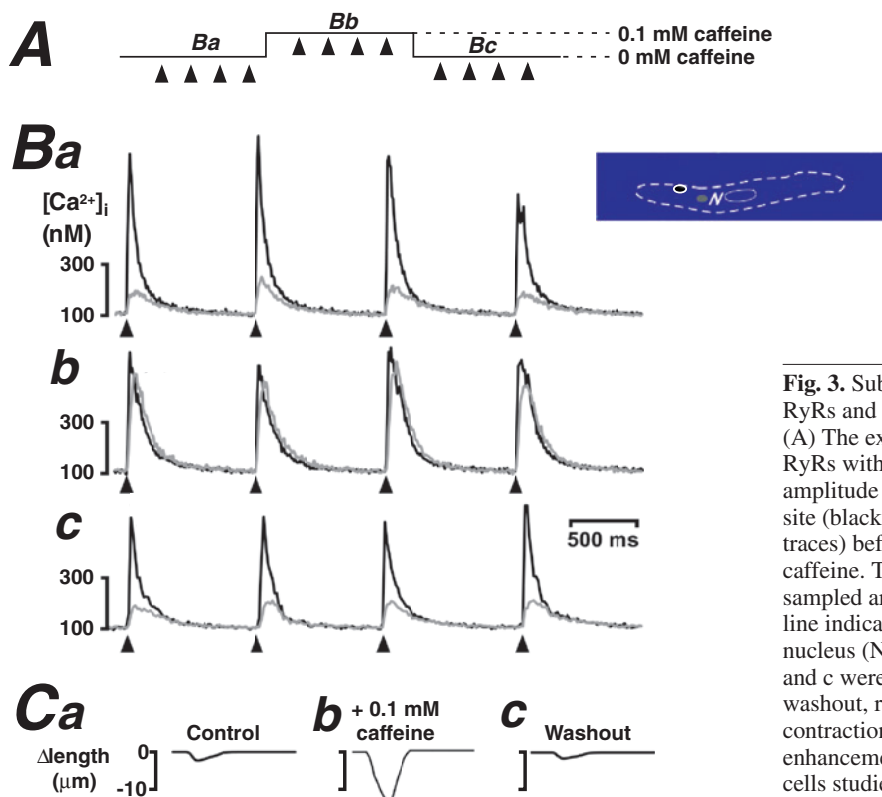 A
Ba
Bb
Bc
0.1 mM caffeine
0 mM caffeine
Ba
[Ca²⁺]i
(nM)
300
100
N
b
300
100
c
300
100
500 ms
Fig. 3. Sub
RyRs and
(A) The ex
RyRs with
amplitude
site (black
traces) bef
caffeine. T
sampled ar
line indica
nucleus (N
and c were
washout, r
contraction
enhanceme
cells studie
Ca
Control
b + 0.1 mM
caffeine
c
Washout
Δlength
(μm)
0
-10